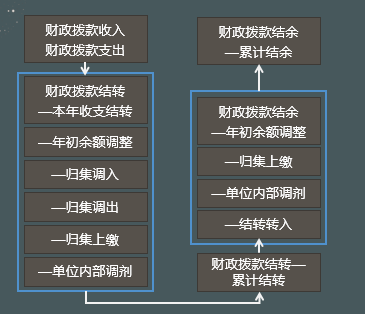 财政拨款收入
财政拨款支出
财政拨款结转
—本年收支结转
—年初余额调整
—归集调入
—归集调出
—归集上缴
—单位内部调剂
财政拨款结余
—累计结余
财政拨款结余
—年初余额调整
—归集上缴
—单位内部调剂
—结转转入
财政拨款结转—
累计结转